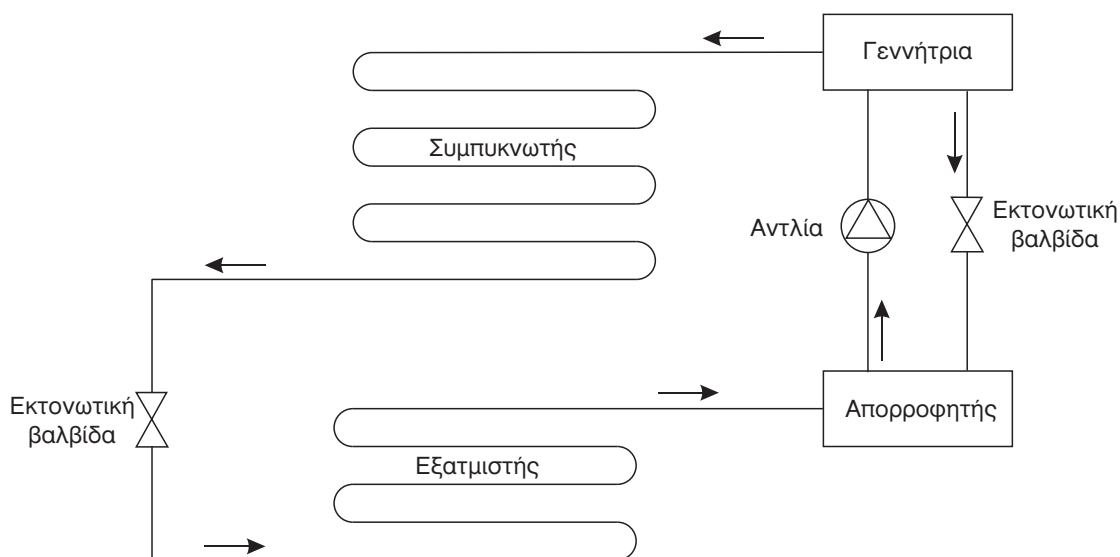 Γεννήτρια
Συμπυκνωτής
Αντλία
Εκτονωτική
βαλβίδα
Εκτονωτική
βαλβίδα
Απορροφητής
Εξατμιστής